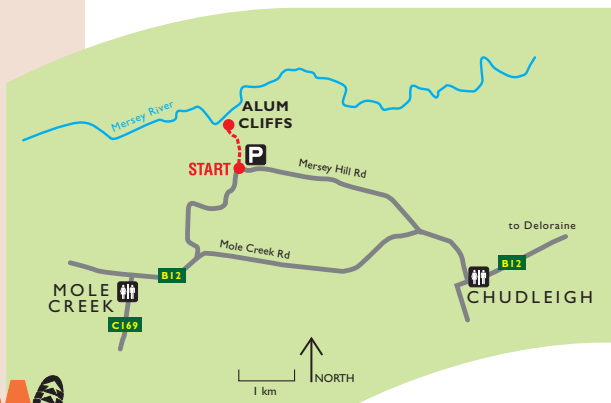 Mersey River
ALUM
CLIFFS
P
START
Mersey Hill Rd
to Deloraine
Mole Creek Rd
B12
B12
MOLE
CREEK
CHUDLEIGH
C169
NORTH
1 km